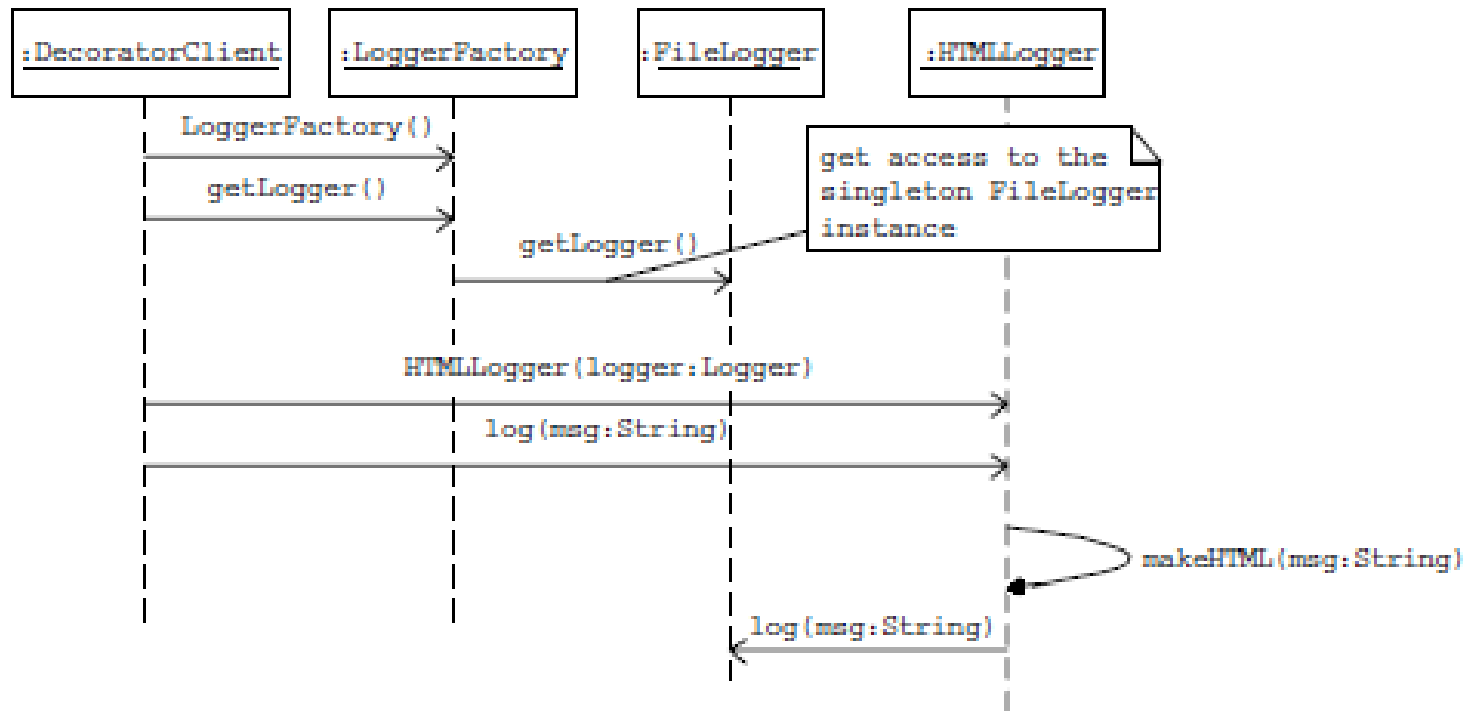 :DecoratorClient
:LoggerFactory
:FileLogger
:HTMLLogger
LoggerFactory()
getLogger()
getLogger()
get access to the
singleton FileLogger
instance
HTMLLogger(logger:Logger)
log(msg:String)
makeHTML(msg:String)
log(msg:String)